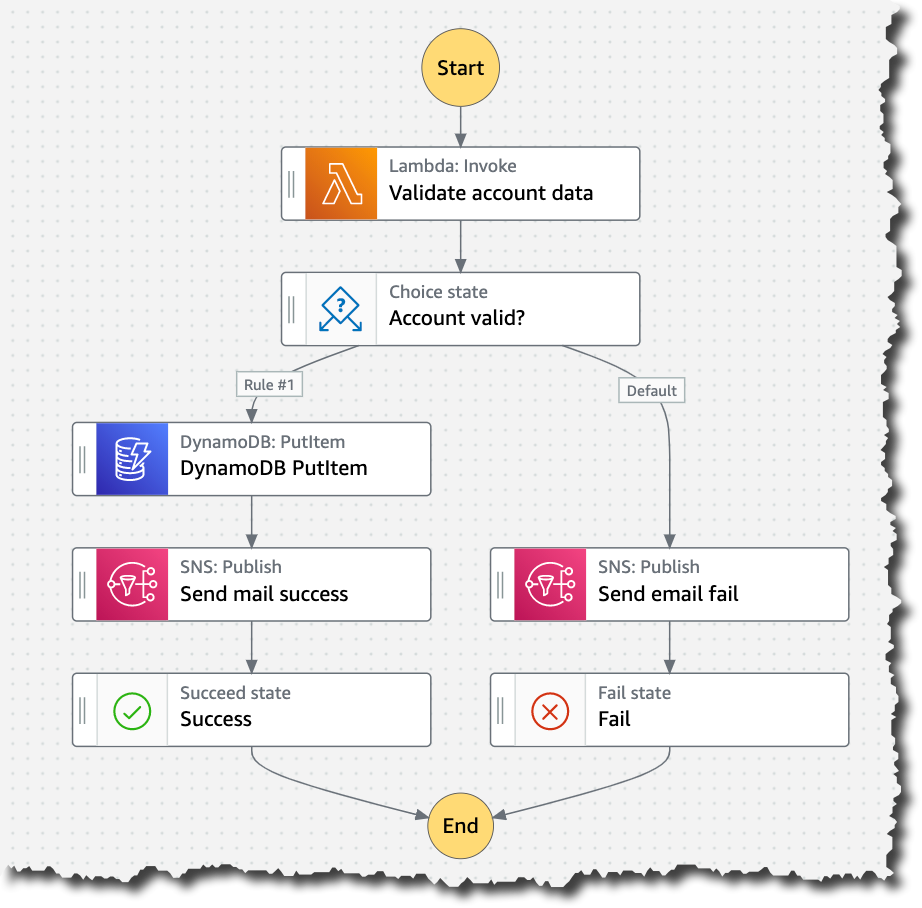 Start
Lambda: Invoke
Validate account data
?
Choice state
Account valid?
Rule #1
Default
DynamoDB: PutItem
DynamoDB PutItem
SNS: Publish
Send mail success
SNS: Publish
Send email fail
Succeed state
Success
Fail state
Fail
End